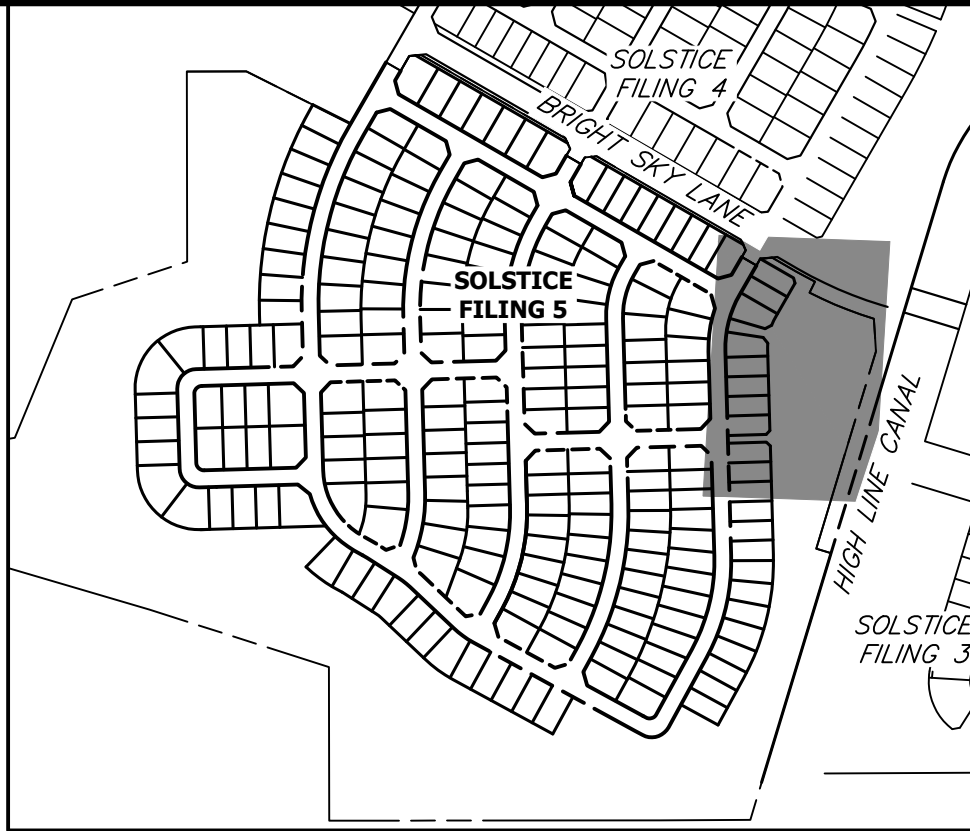 SOLSTICE
FILING 4
BRIGHT SKY LANE
SOLSTICE
FILING 5
HIGH LINE CANAL
SOLSTICE
FILING 3